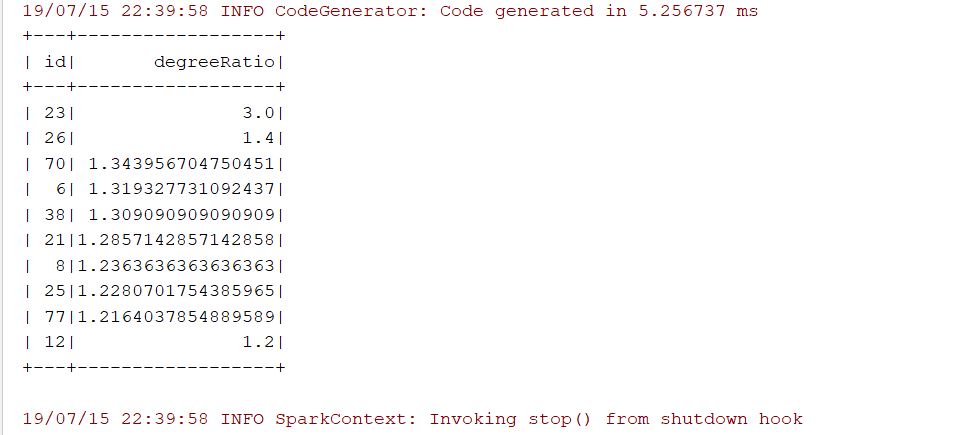 19/07/15 22:39:58 INFO CodeGenerator: Code generated in 5.256737 ms
+---+------------------+
| id|       degreeRatio|
+---+------------------+
| 23|               3.0|
| 26|               1.4|
| 70| 1.343956704750451|
|  6| 1.319327731092437|
| 38| 1.309090909090909|
| 21|1.2857142857142858|
|  8|1.2363636363636363|
| 25|1.2280701754385965|
| 77|1.2164037854889589|
| 12|               1.2|
+---+------------------+
19/07/15 22:39:58 INFO SparkContext: Invoking stop() from shutdown hook